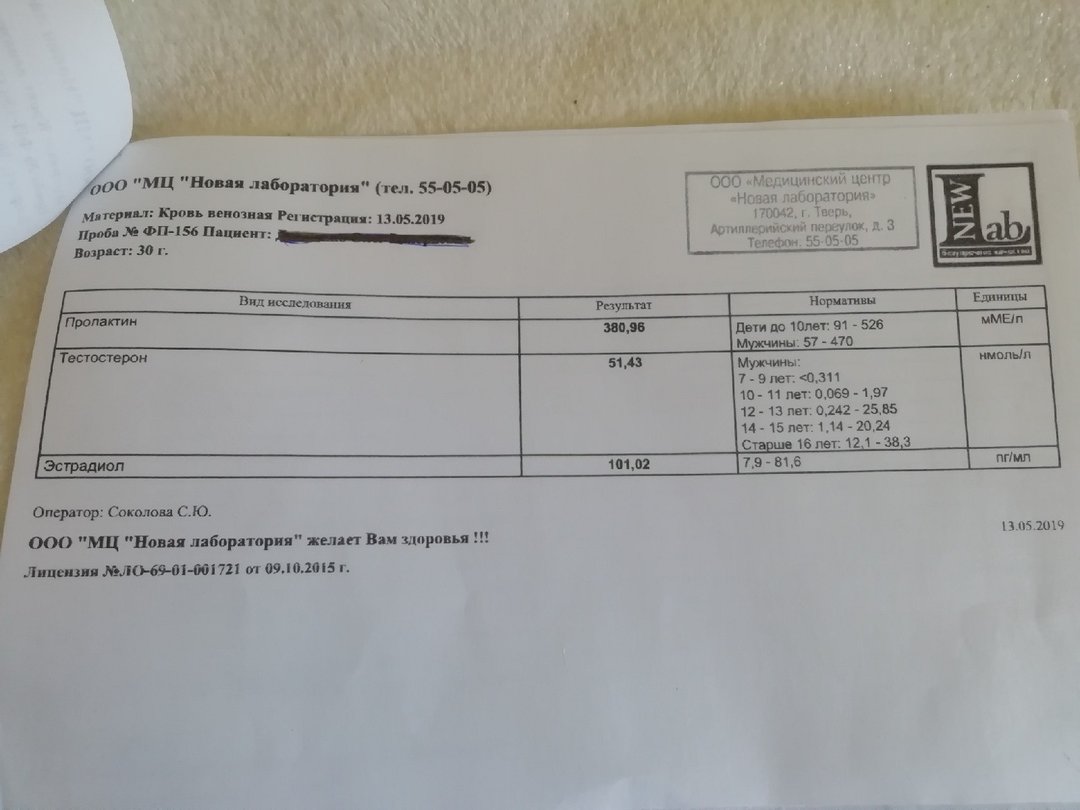 ООО "МЦ "Новая лаборатория" (тел. 55-05-05)
Материал: Кровь венозная Регистрация: 13.05.2019
Проба № ФП-156 Пациент:
Возраст: 30 г.
ООО «Медицинский центр
«Новая лаборатория»
170042, г. Тверь,
Артиллерийский переулок, д. 3
Телефон: 55-05-05
NEW Lab
безупречное качество
Вид исследования Результат Нормативы Единицы
Пролактин 380,96 Дети до 10лет: 91 - 526 мМЕ/л
Мужчины: 57 - 470
Тестостерон 51,43 Мужчины: нмоль/л
7 - 9 лет: <0,311
10 - 11 лет: 0,069 - 1,97
12 - 13 лет: 0,242 - 25,85
14 - 15 лет: 1,14 - 20,24
Старше 16 лет: 12,1 - 38,3
Эстрадиол 101,02 7,9 - 81,6 пг/мл
Оператор: Соколова С.Ю.
13.05.2019
ООО "МЦ "Новая лаборатория" желает Вам здоровья !!!
Лицензия №ЛО-69-01-001721 от 09.10.2015 г.